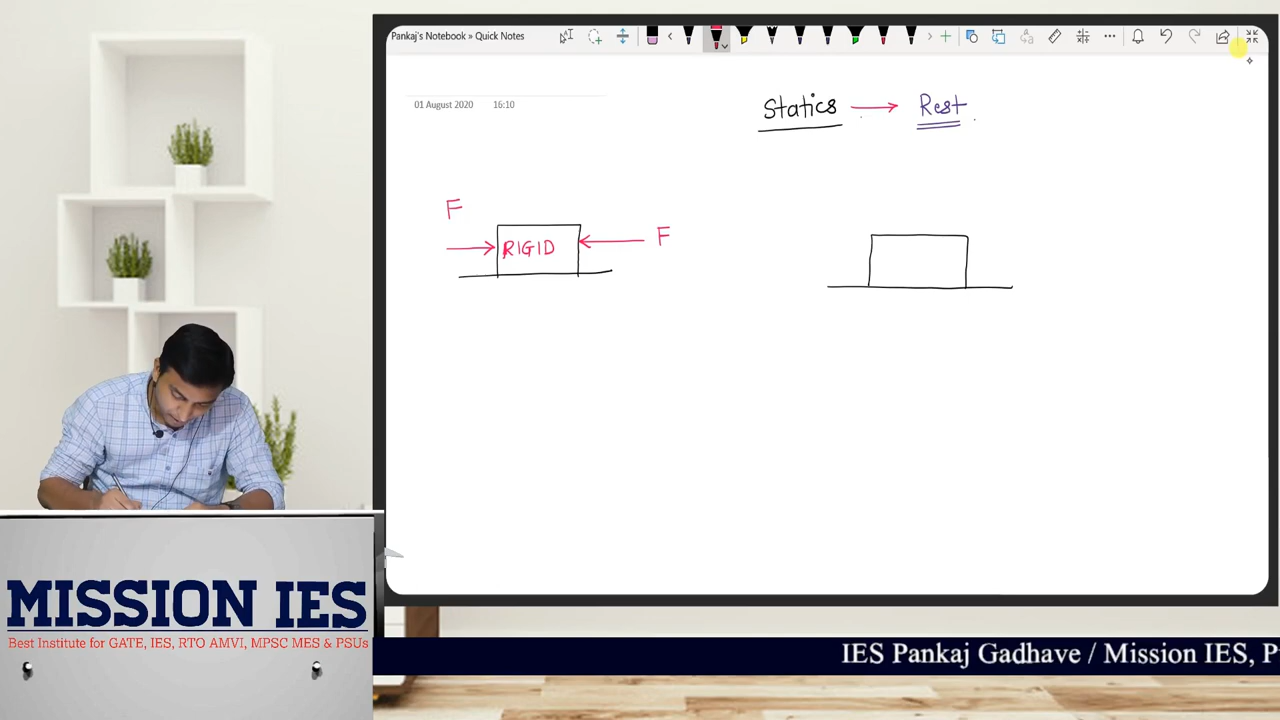 Pankaj's Notebook » Quick Notes
01 August 2020 16:10
Statics → Rest
F
F
RIGID
MISSION IES
Best Institute for GATE, IES, RTO AMVI, MPSC MES & PSUs
IES Pankaj Gadhave / Mission IES, P